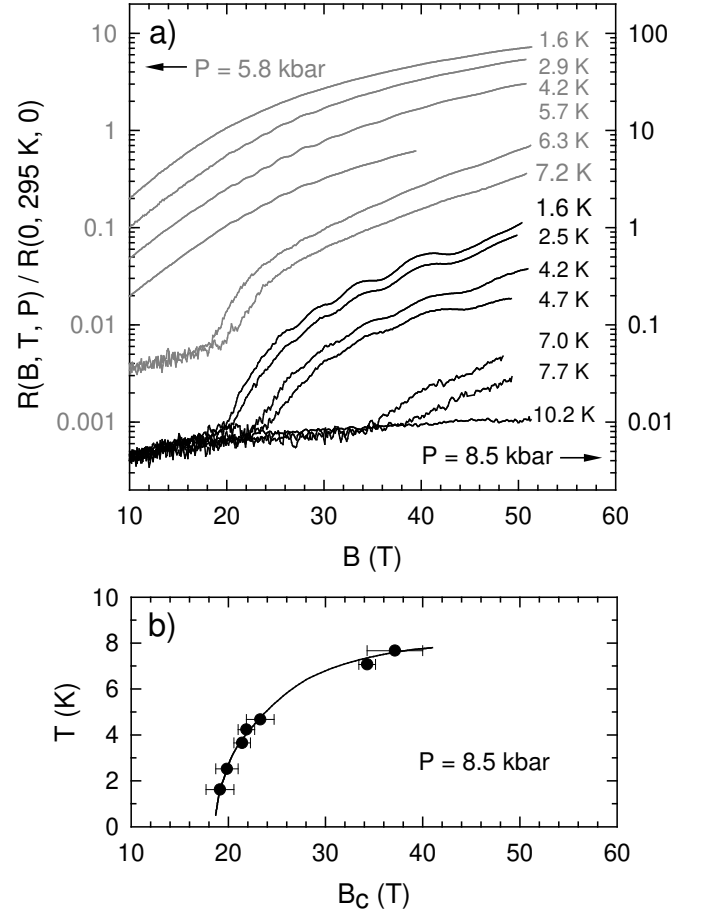 a)
P = 5.8 kbar
10
1
0.1
0.01
0.001
R(B, T, P) / R(0, 295 K, 0)
1.6 K
2.9 K
4.2 K
5.7 K
6.3 K
7.2 K
1.6 K
2.5 K
4.2 K
4.7 K
7.0 K
7.7 K
10.2 K
P = 8.5 kbar
100
10
1
0.1
0.01
10 20 30 40 50 60
B (T)
b)
10
8
6
4
2
0
T (K)
P = 8.5 kbar
10 20 30 40 50 60
BC (T)